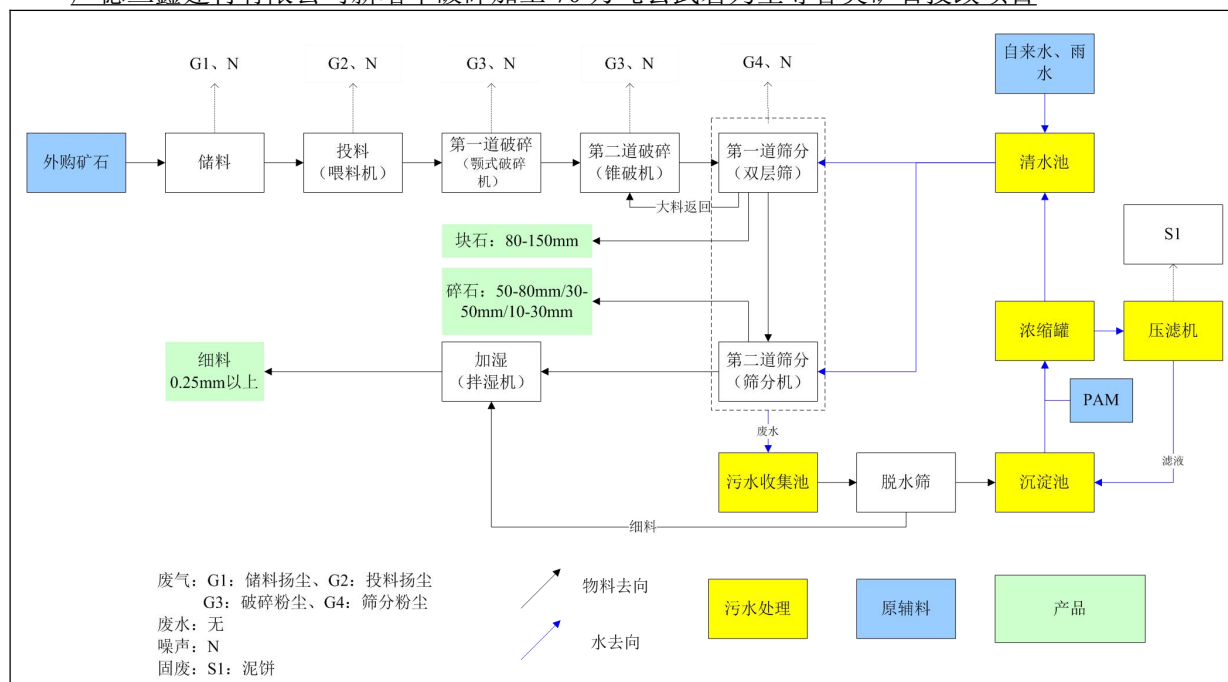 G1、N
G2、N
G3、N
G3、N
G4、N
自来水、雨
水
外购矿石
储料
投料
（喂料机）
第一道破碎
（颚式破碎
机）
第二道破碎
（锥破机）
第一道筛分
（双层筛）
清水池
大料返回
块石：80-150mm
S1
碎石：50-80mm/30-
50mm/10-30mm
浓缩罐
压滤机
细料
0.25mm以上
加湿
（拌湿机）
第二道筛分
（筛分机）
PAM
废水
滤液
污水收集池
脱水筛
沉淀池
细料
废气：G1：储料扬尘、G2：投料扬尘
G3：破碎粉尘、G4：筛分粉尘
废水：无
噪声：N
固废：S1：泥饼
物料去向
水去向
污水处理
原辅料
产品